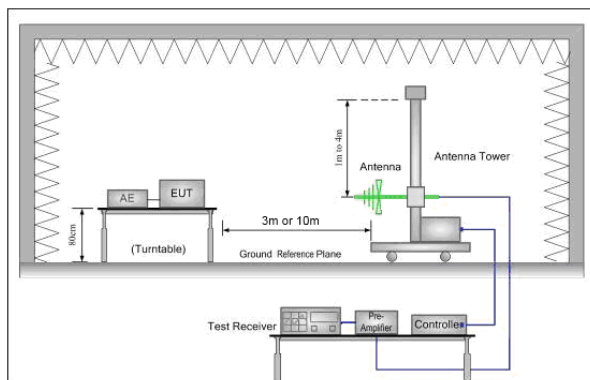 1m to 4m
Antenna
Antenna Tower
AE
EUT
3m or 10m
80cm
(Turntable)
Ground Reference Plane
Test Receiver
Pre-
Amplifier
Controller